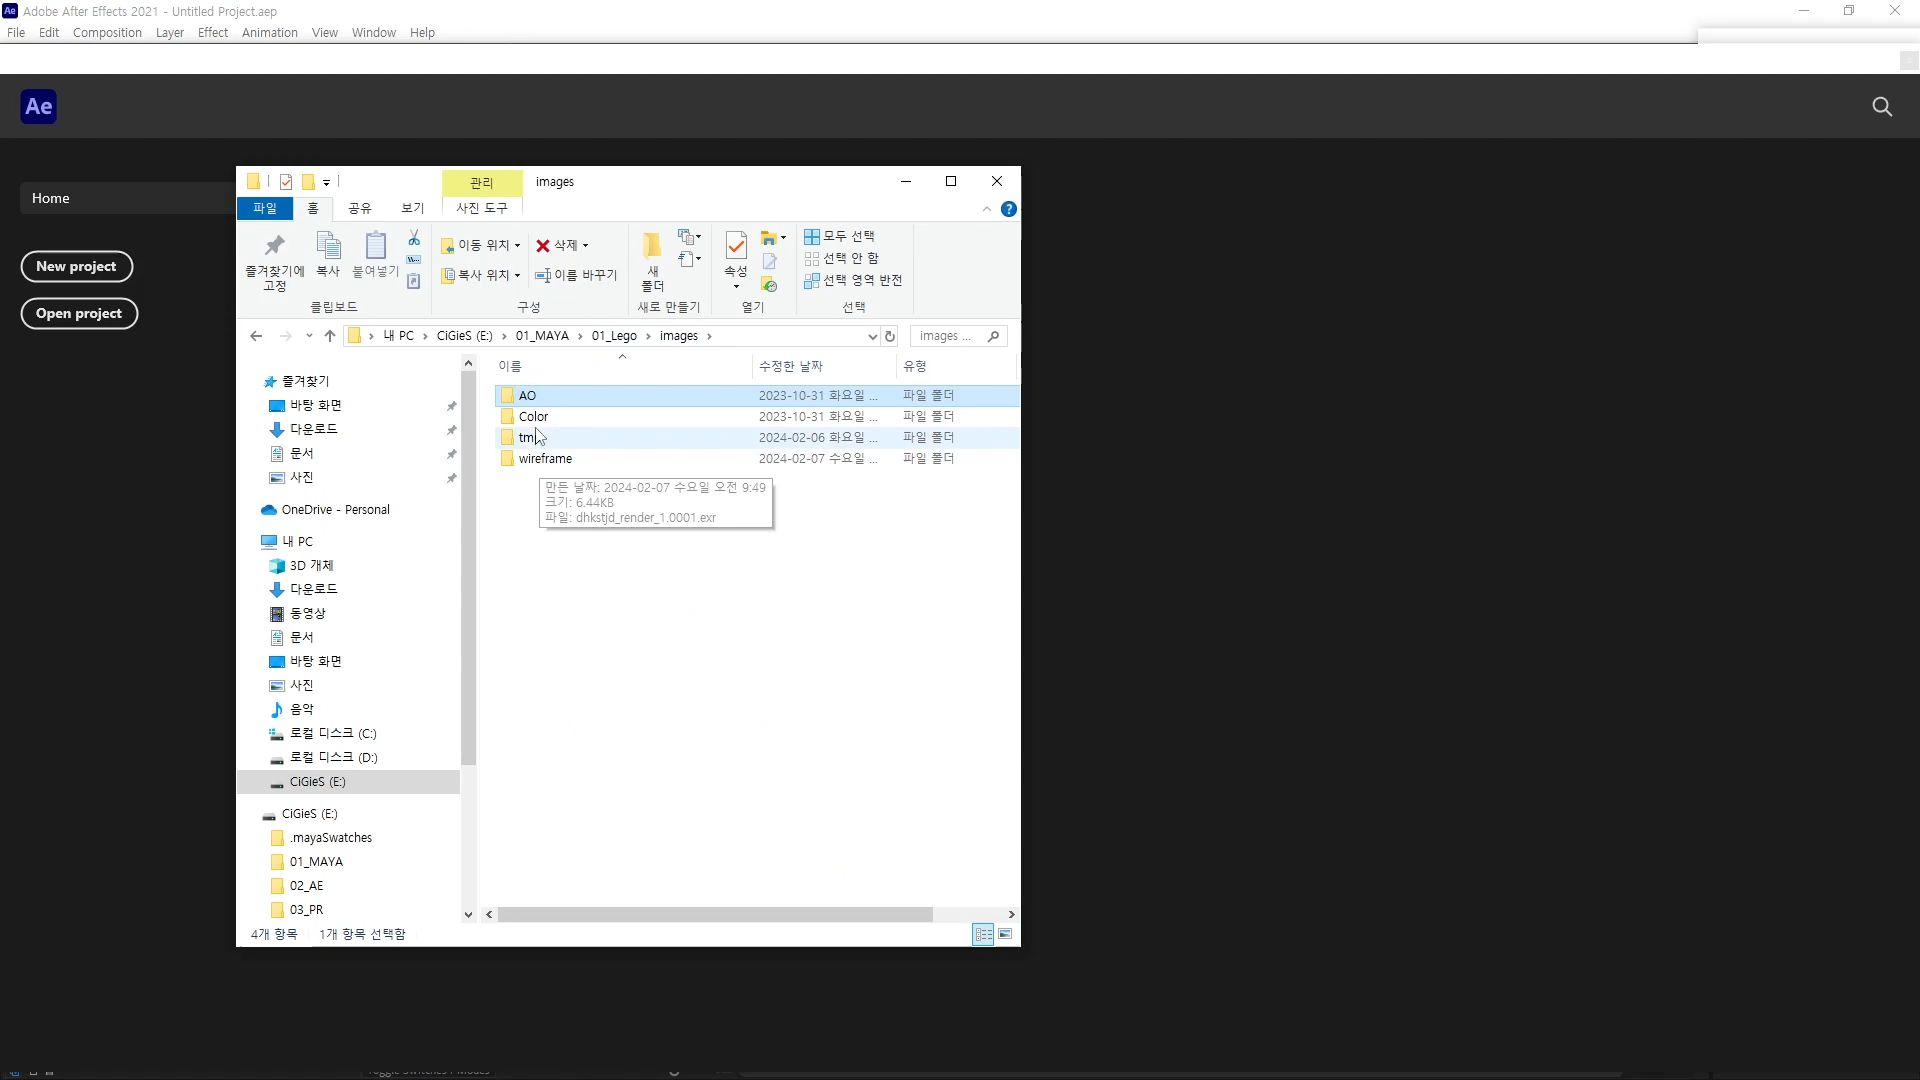 Ae Adobe After Effects 2021 - Untitled Project.aep
File Edit Composition Layer Effect Animation View Window Help
Ae
Home
New project
Open project
관리 images
파일 홈 공유 보기 사진 도구
즐겨찾기에 고정
복사
붙여넣기
클립보드
이동 위치
복사 위치
삭제
이름 바꾸기
구성
새 폴더
새로 만들기
속성
열기
모두 선택
선택 안 함
선택 영역 반전
선택
내 PC CiGieS (E:) 01_MAYA 01_Lego images
images ...
이름 수정한 날짜 유형
AO 2023-10-31 화요일 ... 파일 폴더
Color 2023-10-31 화요일 ... 파일 폴더
tm 2024-02-06 화요일 ... 파일 폴더
wireframe 2024-02-07 수요일 ... 파일 폴더
만든 날짜: 2024-02-07 수요일 오전 9:49
크기: 6.44KB
파일: dhkstjd_render_1.0001.exr
즐겨찾기
바탕 화면
다운로드
문서
사진
OneDrive - Personal
내 PC
3D 개체
다운로드
동영상
문서
바탕 화면
사진
음악
로컬 디스크 (C:)
로컬 디스크 (D:)
CiGieS (E:)
CiGieS (E:)
.mayaSwatches
01_MAYA
02_AE
03_PR
4개 항목 1개 항목 선택함